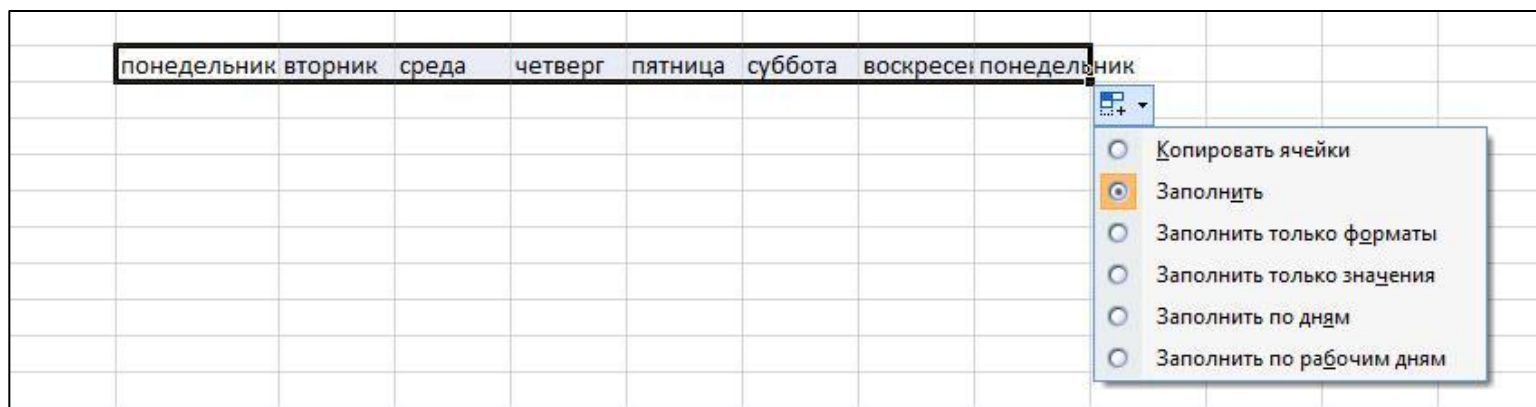 понедельник вторник среда четверг пятница суббота воскресен понедельник
Копировать ячейки
Заполнить
Заполнить только форматы
Заполнить только значения
Заполнить по дням
Заполнить по рабочим дням